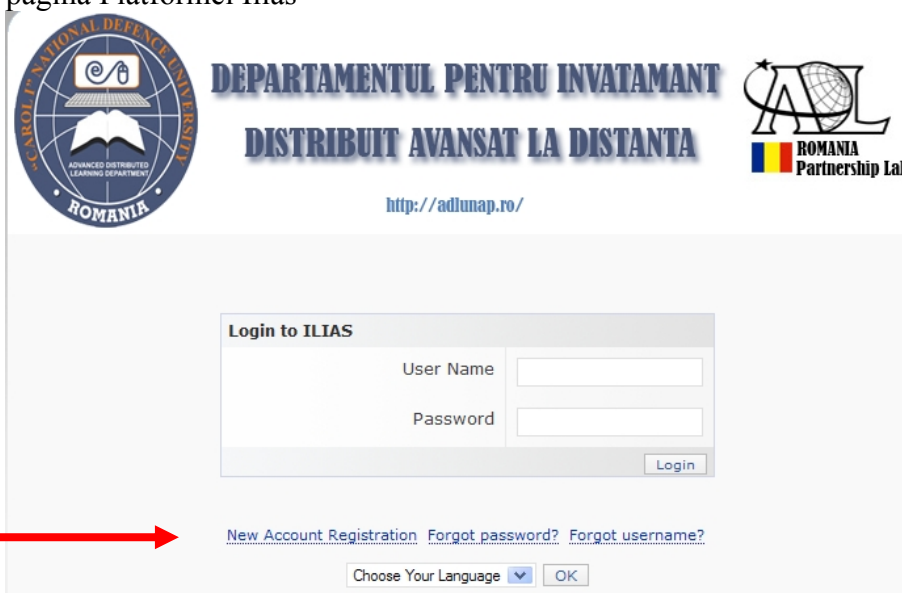 pagina Platformei Ilias
"CAROL I" NATIONAL DEFENCE UNIVERSITY
ADVANCED DISTRIBUTED
LEARNING DEPARTMENT
ROMANIA
DEPARTAMENTUL PENTRU INVATAMANT
DISTRIBUIT AVANSAT LA DISTANTA
http://adlunap.ro/
ADL
ROMANIA
Partnership Lab
Login to ILIAS
User Name
Password
Login
New Account Registration Forgot password? Forgot username?
Choose Your Language OK